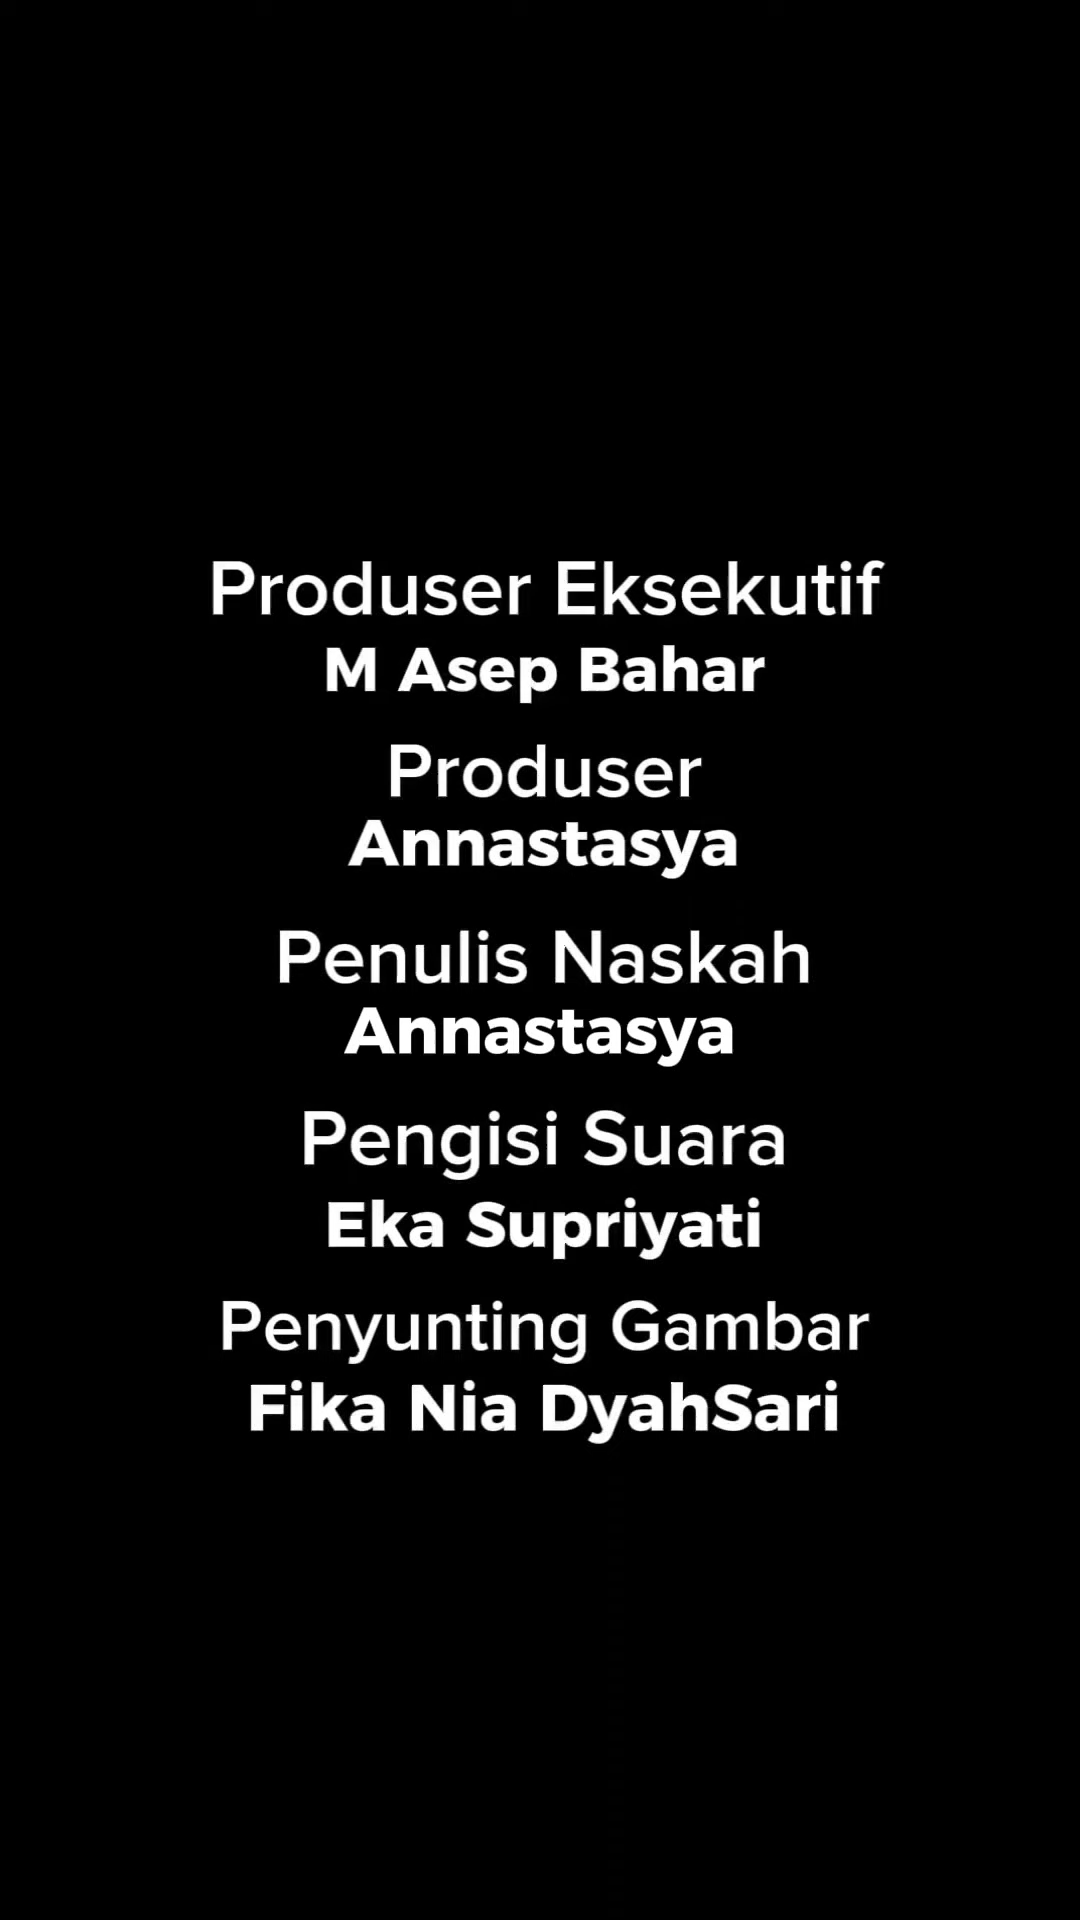 Produser Eksekutif
M Asep Bahar
Produser
Annastasya
Penulis Naskah
Annastasya
Pengisi Suara
Eka Supriyati
Penyunting Gambar
Fika Nia DyahSari